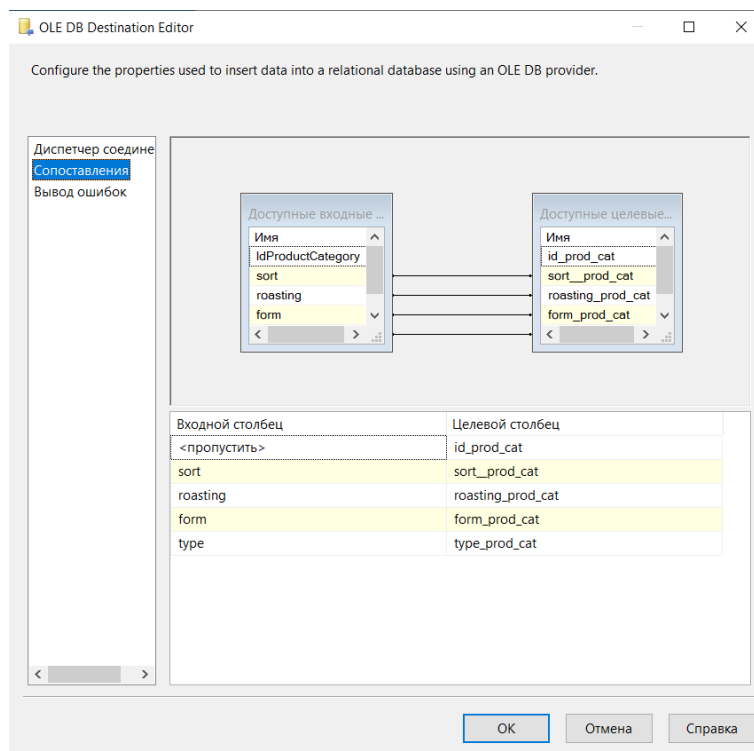 OLE DB Destination Editor
Configure the properties used to insert data into a relational database using an OLE DB provider.
Диспетчер соедине
Сопоставления
Вывод ошибок
Доступные входные ...
Имя
IdProductCategory
sort
roasting
form
Доступные целевые...
Имя
id_prod_cat
sort__prod_cat
roasting_prod_cat
form_prod_cat
Входной столбец Целевой столбец
<пропустить> id_prod_cat
sort sort__prod_cat
roasting roasting_prod_cat
form form_prod_cat
type type_prod_cat
OK Отмена Справка